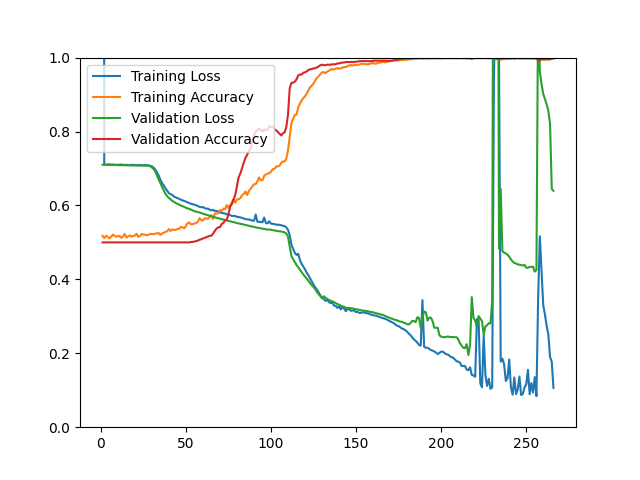 1.0
0.8
0.6
0.4
0.2
0.0
Training Loss
Training Accuracy
Validation Loss
Validation Accuracy
0 50 100 150 200 250